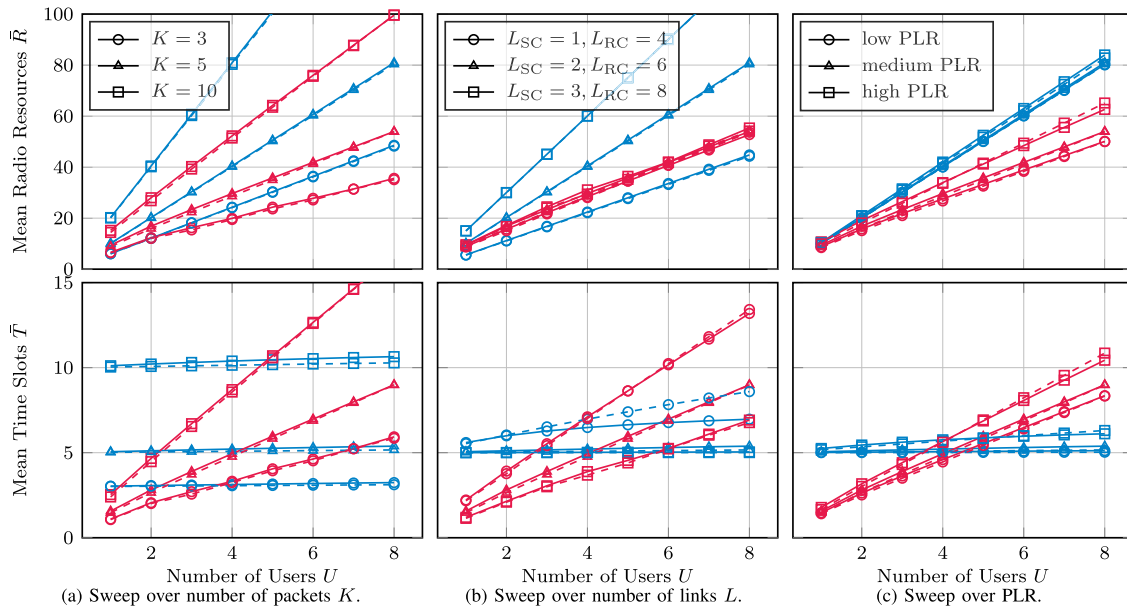 Mean Radio Resources R̄
100
80
60
40
20
0
K = 3
K = 5
K = 10
L_SC = 1, L_RC = 4
L_SC = 2, L_RC = 6
L_SC = 3, L_RC = 8
low PLR
medium PLR
high PLR
Mean Time Slots T̄
15
10
5
0
2 4 6 8
2 4 6 8
2 4 6 8
Number of Users U
Number of Users U
Number of Users U
(a) Sweep over number of packets K.
(b) Sweep over number of links L.
(c) Sweep over PLR.